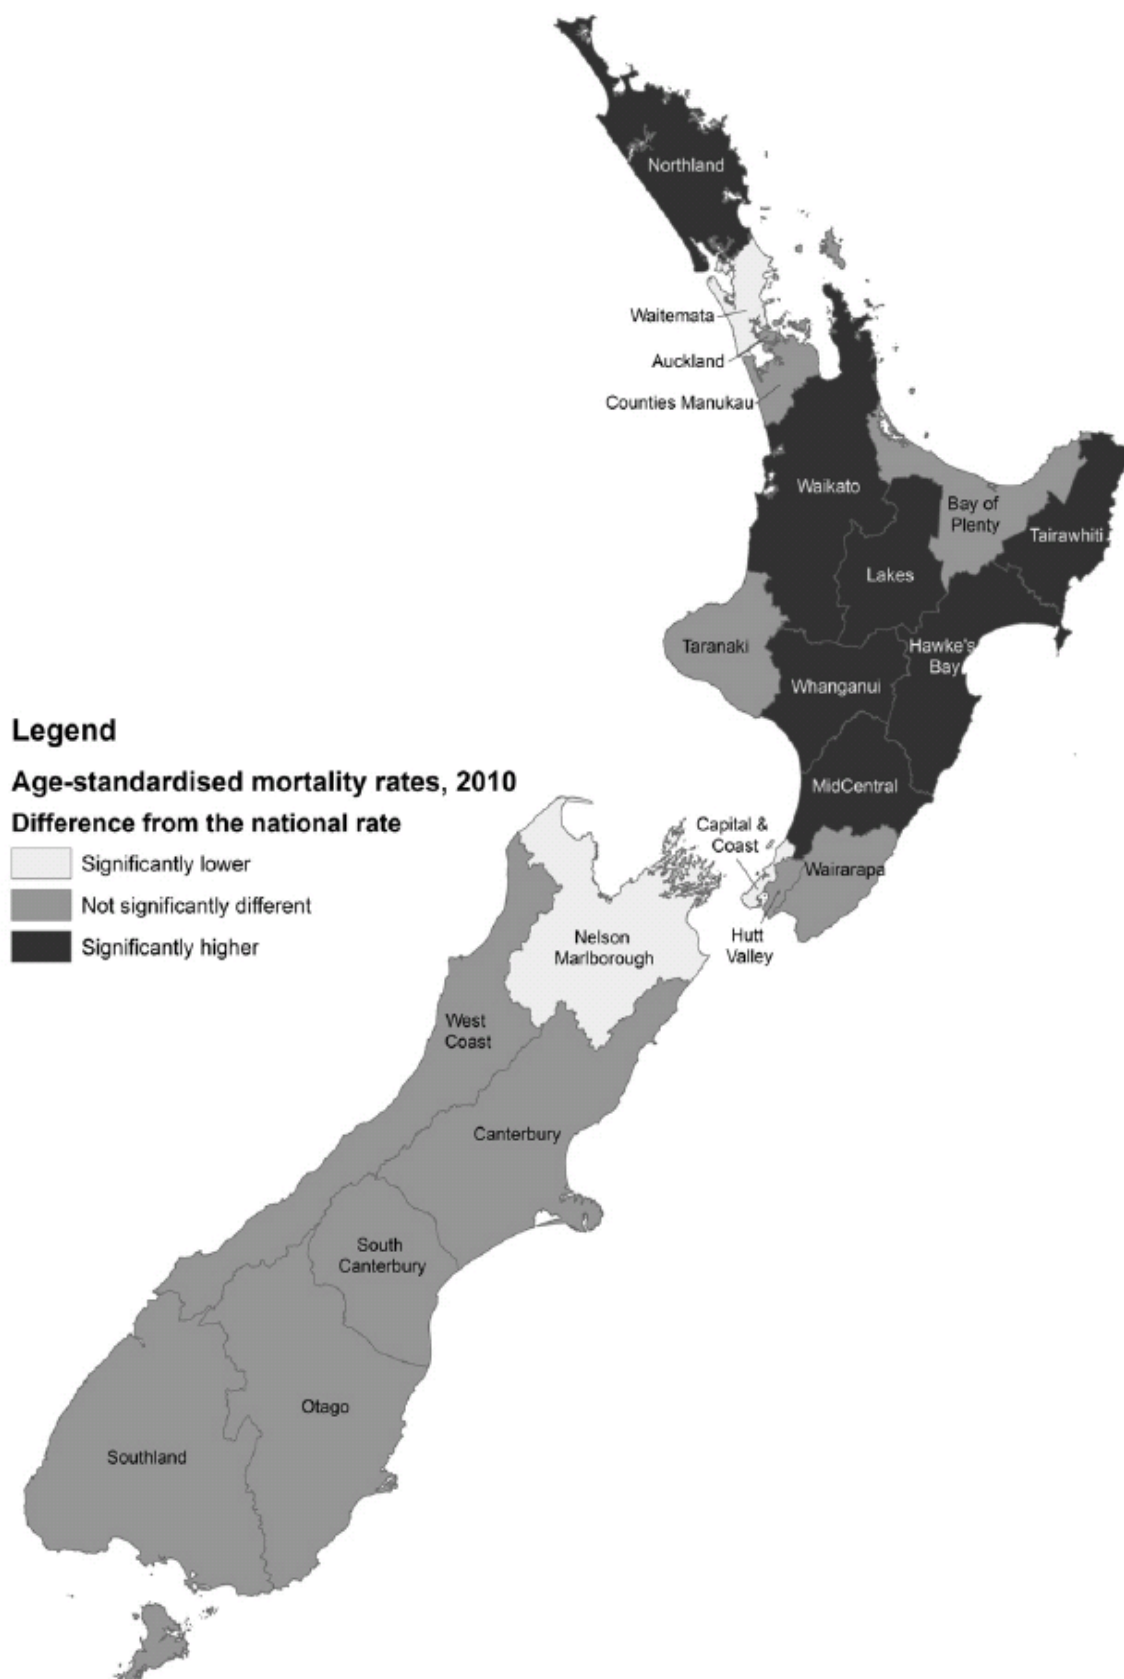 Northland
Waitemata
Auckland
Counties Manukau
Waikato
Bay of
Plenty
Tairawhiti
Lakes
Taranaki
Hawke's
Bay
Whanganui
MidCentral
Legend
Age-standardised mortality rates, 2010
Difference from the national rate
Significantly lower
Not significantly different
Significantly higher
Capital &
Coast
Wairarapa
Hutt
Valley
Nelson
Marlborough
West
Coast
Canterbury
South
Canterbury
Otago
Southland